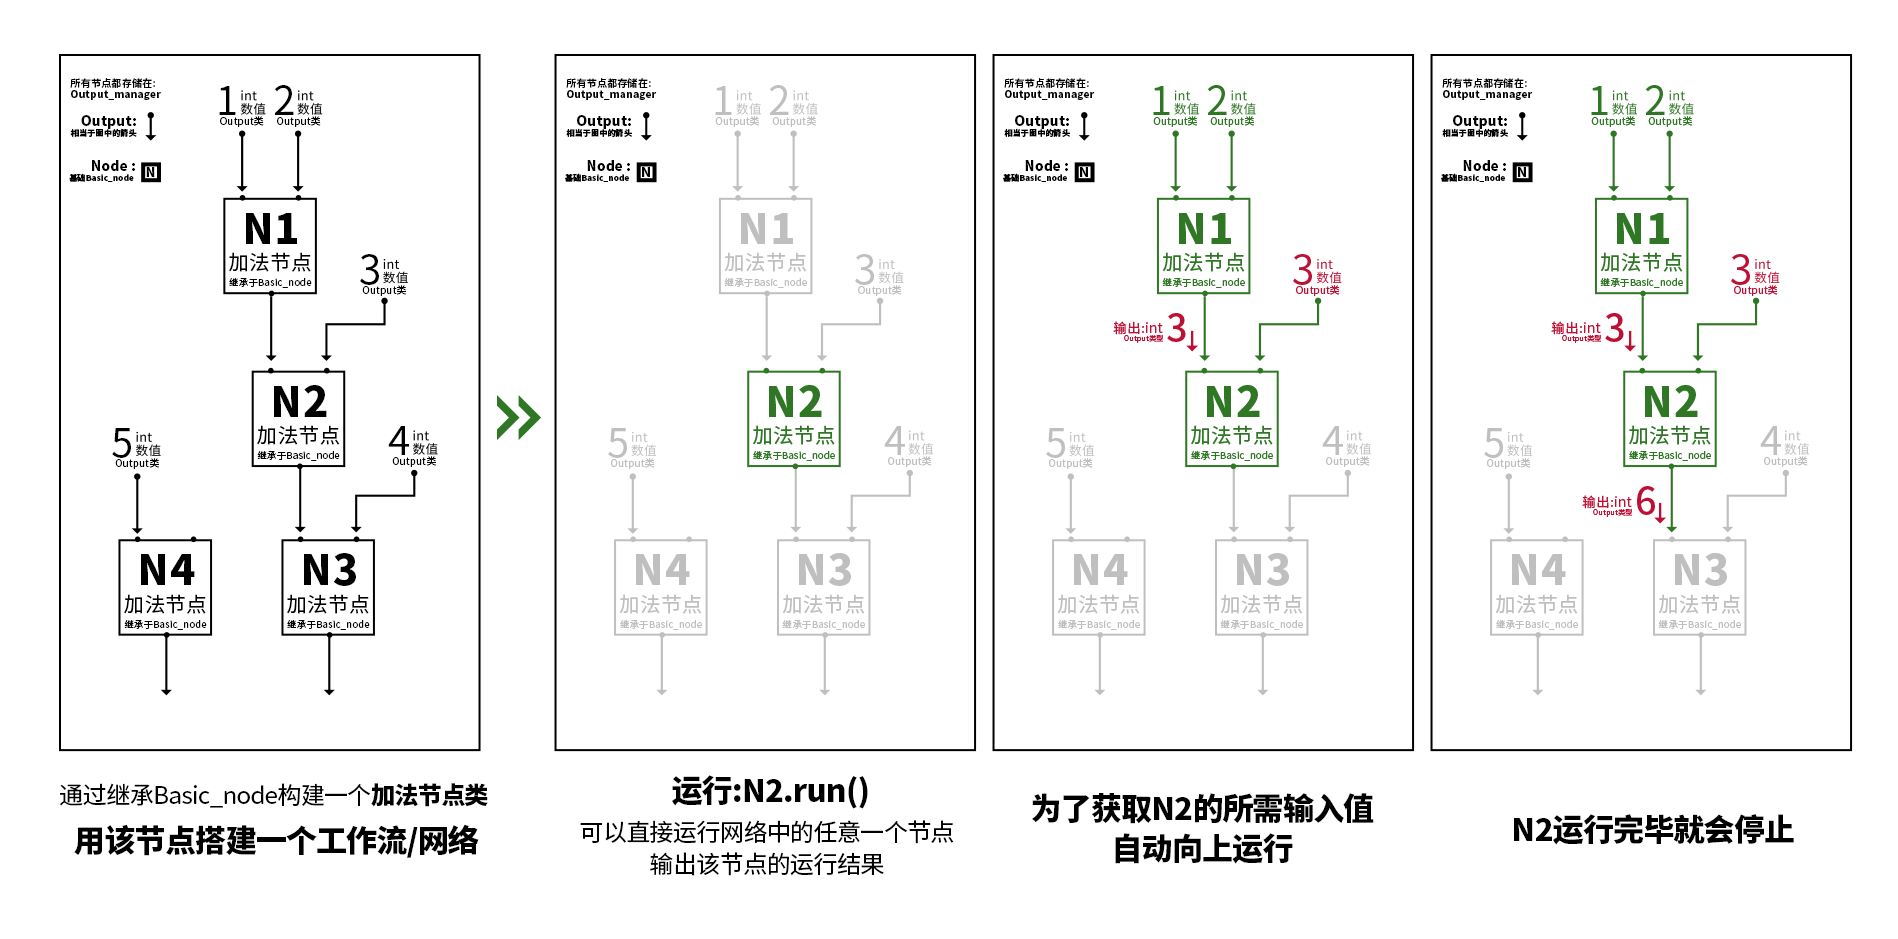 所有节点都存储在:
Output_manager
Output:
相当于图中的箭头
Node :
N
基础Basic_node
1 int
数值
Output类
2 int
数值
Output类
N1
加法节点
继承于Basic_node
3 int
数值
Output类
N2
加法节点
继承于Basic_node
5 int
数值
Output类
4 int
数值
Output类
N4
加法节点
继承于Basic_node
N3
加法节点
继承于Basic_node
通过继承Basic_node构建一个加法节点类
用该节点搭建一个工作流/网络
所有节点都存储在:
Output_manager
Output:
相当于图中的箭头
Node :
N
基础Basic_node
1 int
数值
Output类
2 int
数值
Output类
N1
加法节点
继承于Basic_node
3 int
数值
Output类
N2
加法节点
继承于Basic_node
5 int
数值
Output类
4 int
数值
Output类
N4
加法节点
继承于Basic_node
N3
加法节点
继承于Basic_node
运行:N2.run()
可以直接运行网络中的任意一个节点
输出该节点的运行结果
所有节点都存储在:
Output_manager
Output:
相当于图中的箭头
Node :
N
基础Basic_node
1 int
数值
Output类
2 int
数值
Output类
N1
加法节点
继承于Basic_node
3 int
数值
Output类
输出:int 3
Output类型
N2
加法节点
继承于Basic_node
5 int
数值
Output类
4 int
数值
Output类
N4
加法节点
继承于Basic_node
N3
加法节点
继承于Basic_node
为了获取N2的所需输入值
自动向上运行
所有节点都存储在:
Output_manager
Output:
相当于图中的箭头
Node :
N
基础Basic_node
1 int
数值
Output类
2 int
数值
Output类
N1
加法节点
继承于Basic_node
3 int
数值
Output类
输出:int 3
Output类型
N2
加法节点
继承于Basic_node
5 int
数值
Output类
4 int
数值
Output类
输出:int 6
Output类型
N4
加法节点
继承于Basic_node
N3
加法节点
继承于Basic_node
N2运行完毕就会停止